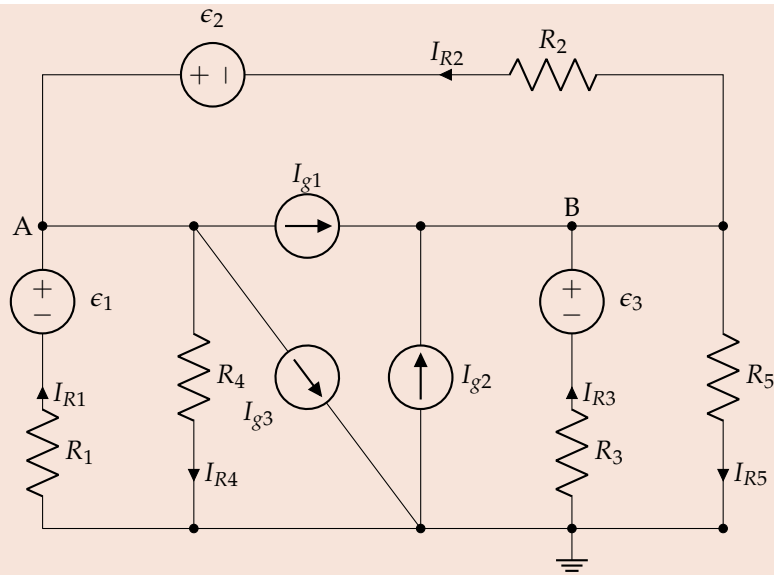 ϵ2
IR2
R2
+ −
Ig1
A
B
+
−
ϵ1
+
−
ϵ3
R4
Ig3
Ig2
R5
IR1
IR3
R1
R3
IR4
IR5